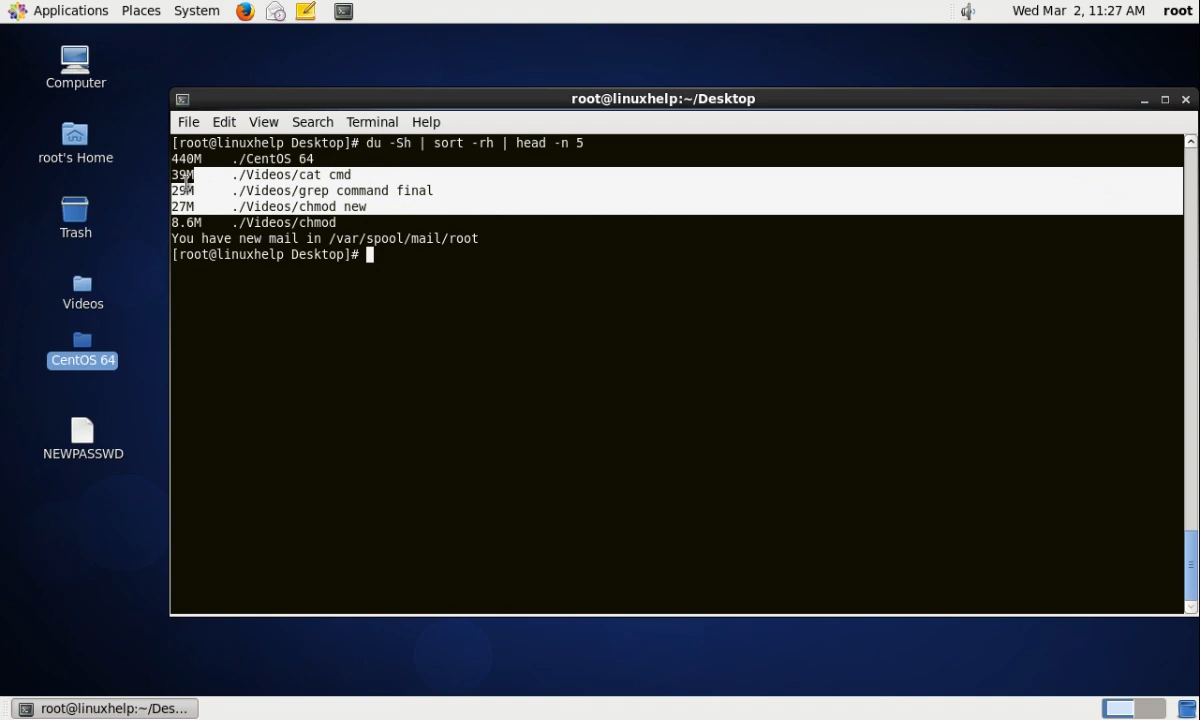 Applications Places System Wed Mar 2, 11:27 AM root
Computer
root's Home
Trash
Videos
CentOS 64
NEWPASSWD
root@linuxhelp:~/Desktop
File Edit View Search Terminal Help
[root@linuxhelp Desktop]# du -Sh | sort -rh | head -n 5
440M ./CentOS 64
39M ./Videos/cat cmd
29M ./Videos/grep command final
27M ./Videos/chmod new
8.6M ./Videos/chmod
You have new mail in /var/spool/mail/root
[root@linuxhelp Desktop]#
root@linuxhelp:~/Des...